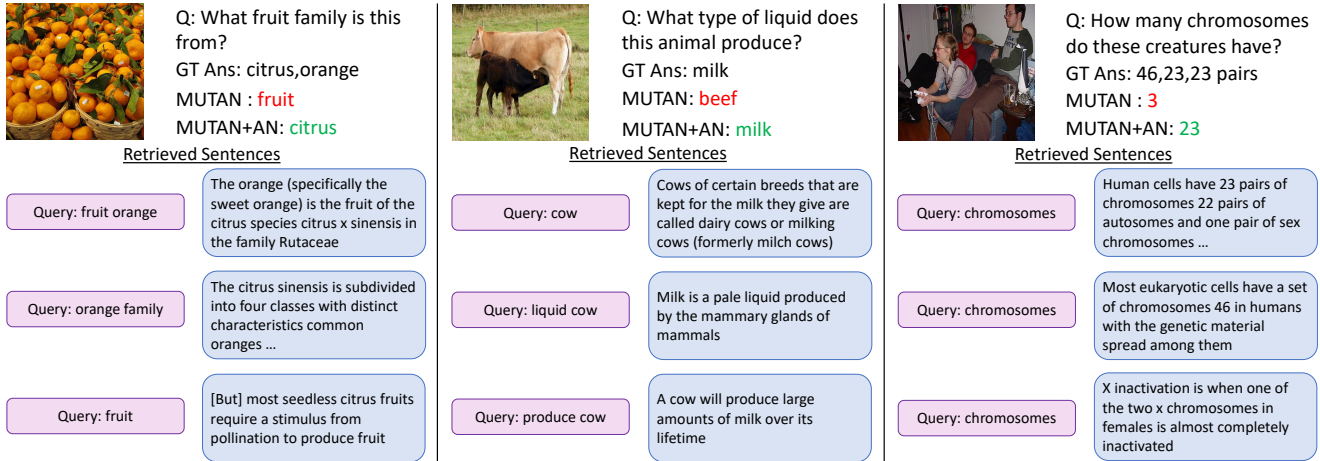 Q: What fruit family is this
from?
GT Ans: citrus,orange
MUTAN : fruit
MUTAN+AN: citrus
Retrieved Sentences
Query: fruit orange
The orange (specifically the
sweet orange) is the fruit of the
citrus species citrus x sinensis in
the family Rutaceae
Query: orange family
The citrus sinensis is subdivided
into four classes with distinct
characteristics common
oranges ...
Query: fruit
[But] most seedless citrus fruits
require a stimulus from
pollination to produce fruit
Q: What type of liquid does
this animal produce?
GT Ans: milk
MUTAN: beef
MUTAN+AN: milk
Retrieved Sentences
Query: cow
Cows of certain breeds that are
kept for the milk they give are
called dairy cows or milking
cows (formerly milch cows)
Query: liquid cow
Milk is a pale liquid produced
by the mammary glands of
mammals
Query: produce cow
A cow will produce large
amounts of milk over its
lifetime
Q: How many chromosomes
do these creatures have?
GT Ans: 46,23,23 pairs
MUTAN : 3
MUTAN+AN: 23
Retrieved Sentences
Query: chromosomes
Human cells have 23 pairs of
chromosomes 22 pairs of
autosomes and one pair of sex
chromosomes ...
Query: chromosomes
Most eukaryotic cells have a set
of chromosomes 46 in humans
with the genetic material
spread among them
Query: chromosomes
X inactivation is when one of
the two x chromosomes in
females is almost completely
inactivated